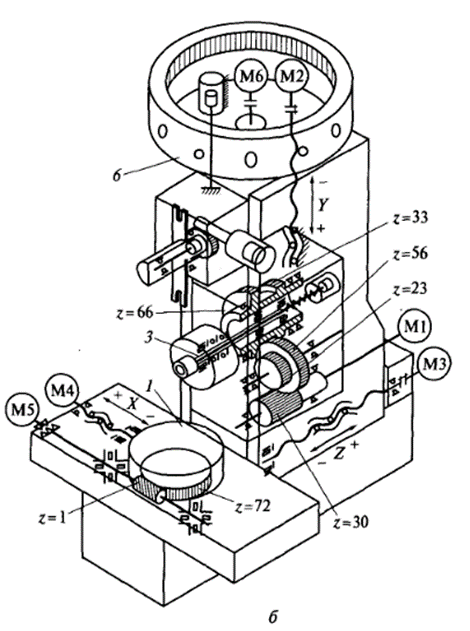 M6 M2
6
–
Y
+
z=33
z=56
z=66
z=23
3
M1
M3
M4
1
M5
+ X –
– Z +
z=1
z=72
z=30
б